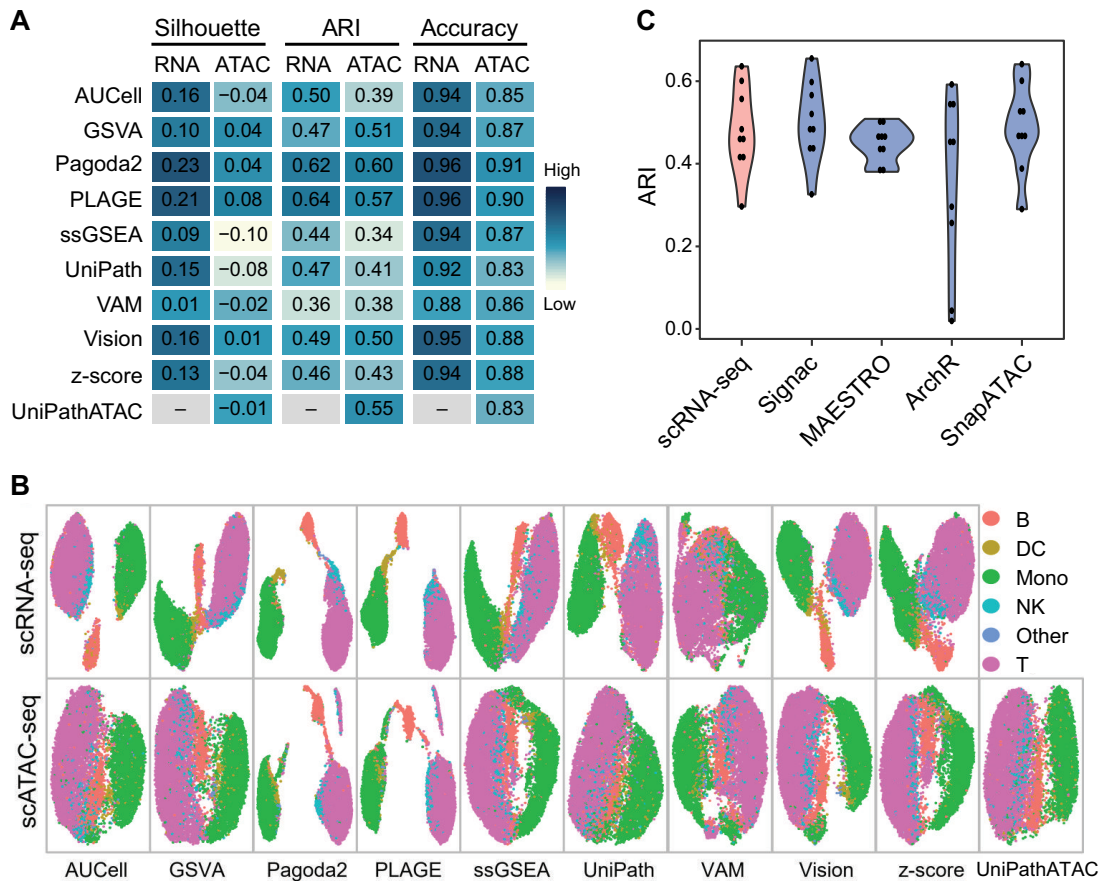 A
Silhouette ARI Accuracy
RNA ATAC RNA ATAC RNA ATAC
AUCell 0.16 −0.04 0.50 0.39 0.94 0.85
GSVA 0.10 0.04 0.47 0.51 0.94 0.87
Pagoda2 0.23 0.04 0.62 0.60 0.96 0.91
PLAGE 0.21 0.08 0.64 0.57 0.96 0.90
ssGSEA 0.09 −0.10 0.44 0.34 0.94 0.87
UniPath 0.15 −0.08 0.47 0.41 0.92 0.83
VAM 0.01 −0.02 0.36 0.38 0.88 0.86
Vision 0.16 0.01 0.49 0.50 0.95 0.88
z-score 0.13 −0.04 0.46 0.43 0.94 0.88
UniPathATAC – −0.01 – 0.55 – 0.83
High
Low
C
ARI
0.6
0.4
0.2
0.0
scRNA-seq
Signac
MAESTRO
ArchR
SnapATAC
B
scRNA-seq
scATAC-seq
B
DC
Mono
NK
Other
T
AUCell GSVA Pagoda2 PLAGE ssGSEA UniPath VAM Vision z-score UniPathATAC